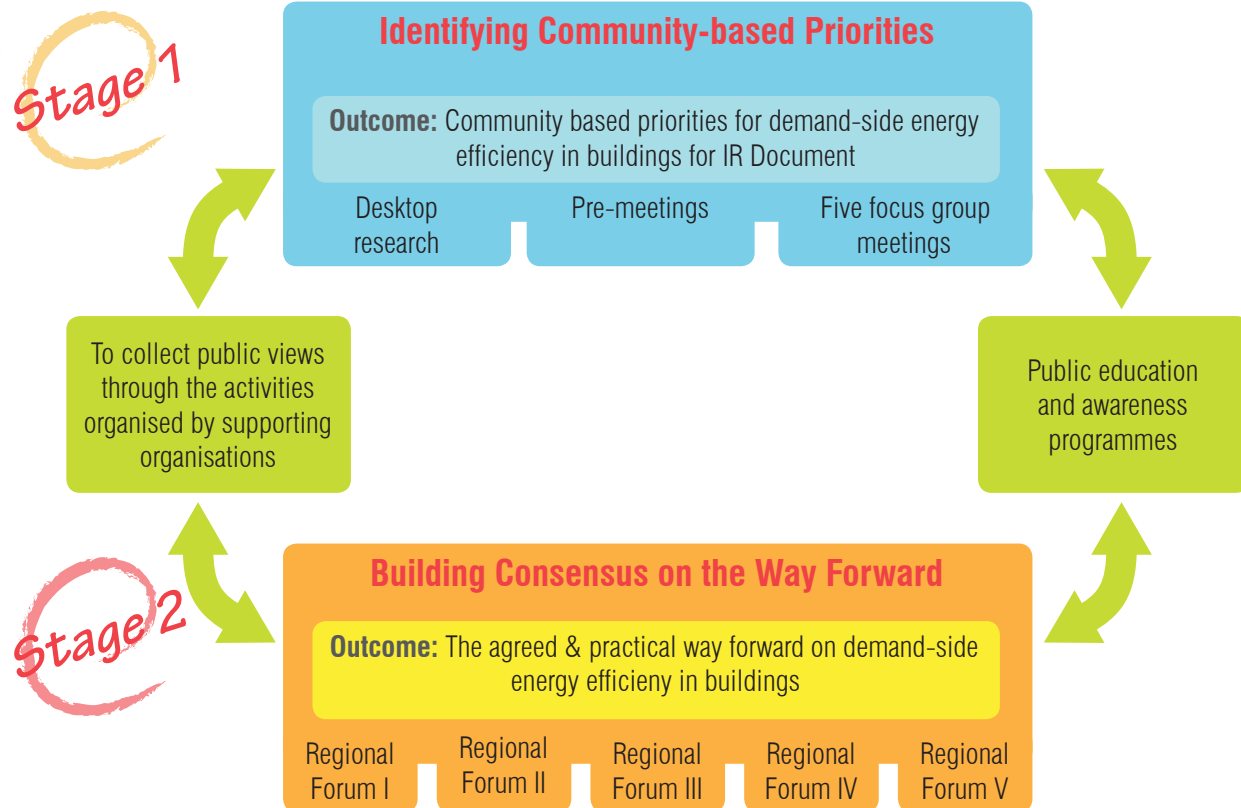 Stage 1
Identifying Community-based Priorities
Outcome: Community based priorities for demand-side energy
efficiency in buildings for IR Document
Desktop
research
Pre-meetings
Five focus group
meetings
To collect public views
through the activities
organised by supporting
organisations
Public education
and awareness
programmes
Stage 2
Building Consensus on the Way Forward
Outcome: The agreed & practical way forward on demand-side
energy efficieny in buildings
Regional
Forum I
Regional
Forum II
Regional
Forum III
Regional
Forum IV
Regional
Forum V